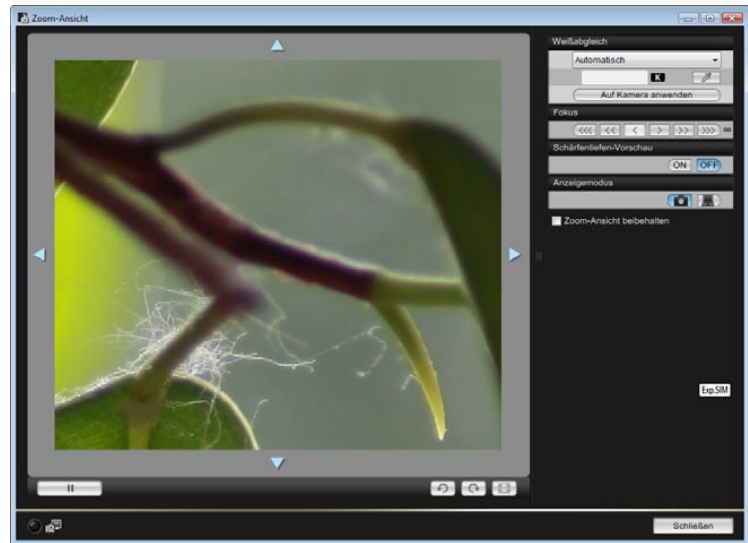 Zoom-Ansicht
Weißabgleich
Automatisch
K
Auf Kamera anwenden
Fokus
<<< << < > >> >>> ∞
Schärfentiefen-Vorschau
ON OFF
Anzeigemodus
Zoom-Ansicht beibehalten
Exp.SIM
Schließen